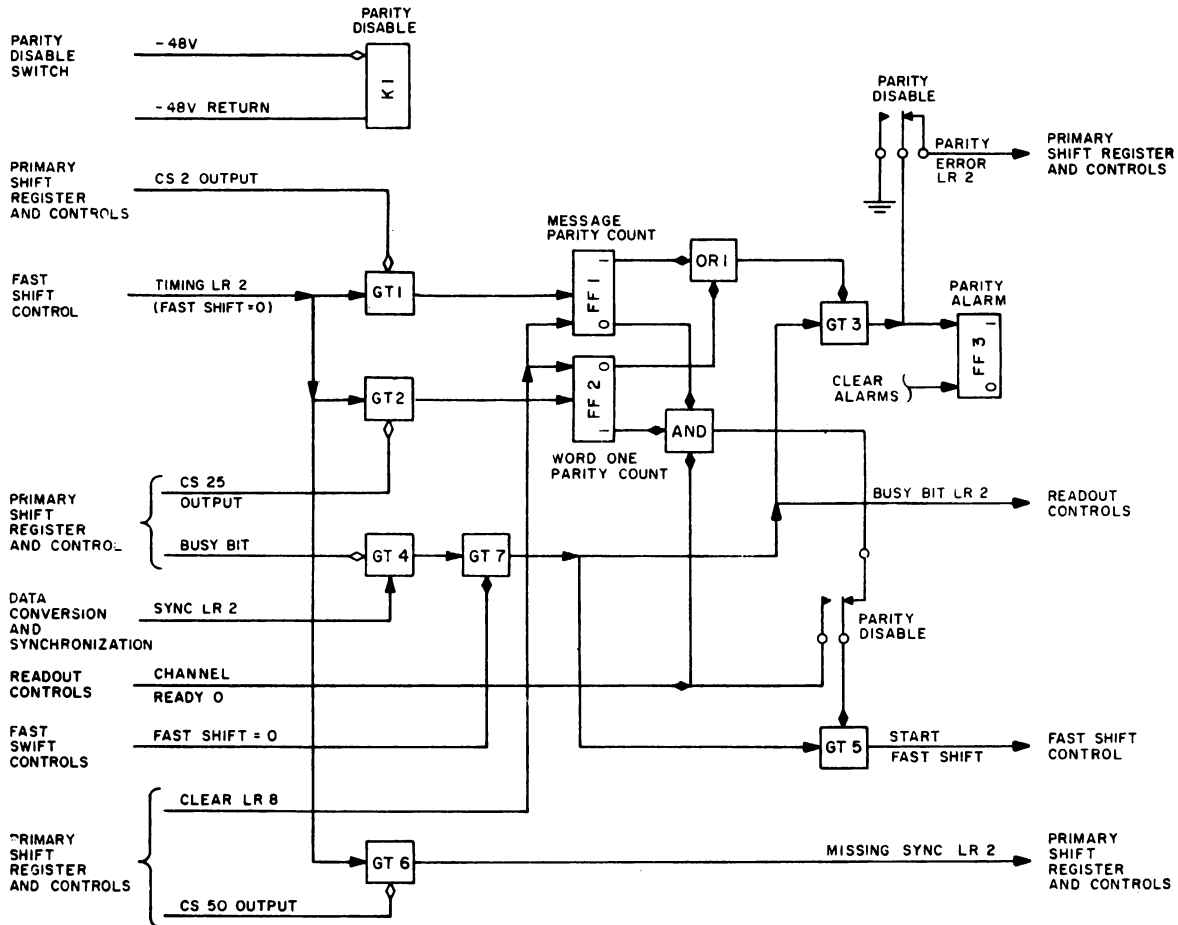 PARITY
DISABLE
PARITY
DISABLE
SWITCH
-48V
K1
-48V RETURN
PARITY
DISABLE
PRIMARY
SHIFT
REGISTER
AND CONTROLS
CS 2 OUTPUT
PARITY
ERROR
LR 2
PRIMARY
SHIFT REGISTER
AND CONTROLS
MESSAGE
PARITY COUNT
FAST
SHIFT
CONTROL
TIMING LR 2
(FAST SHIFT=0)
GT1
FF 1
1
0
OR1
GT 3
PARITY
ALARM
FF 3
1
0
CLEAR
ALARMS
GT2
FF 2
0
1
AND
WORD ONE
PARITY COUNT
PRIMARY
SHIFT
REGISTER
AND CONTROL
CS 25
OUTPUT
BUSY BIT
GT 4
GT 7
BUSY BIT LR 2
READOUT
CONTROLS
DATA
CONVERSION
AND
SYNCHRONIZATION
SYNC LR 2
PARITY
DISABLE
READOUT
CONTROLS
CHANNEL
READY 0
FAST
SWIFT
CONTROLS
FAST SHIFT = 0
GT 5
START
FAST SHIFT
FAST SHIFT
CONTROL
PRIMARY
SHIFT
REGISTER
AND CONTROLS
CLEAR LR 8
GT 6
CS 50 OUTPUT
MISSING SYNC LR 2
PRIMARY
SHIFT
REGISTER
AND CONTROLS